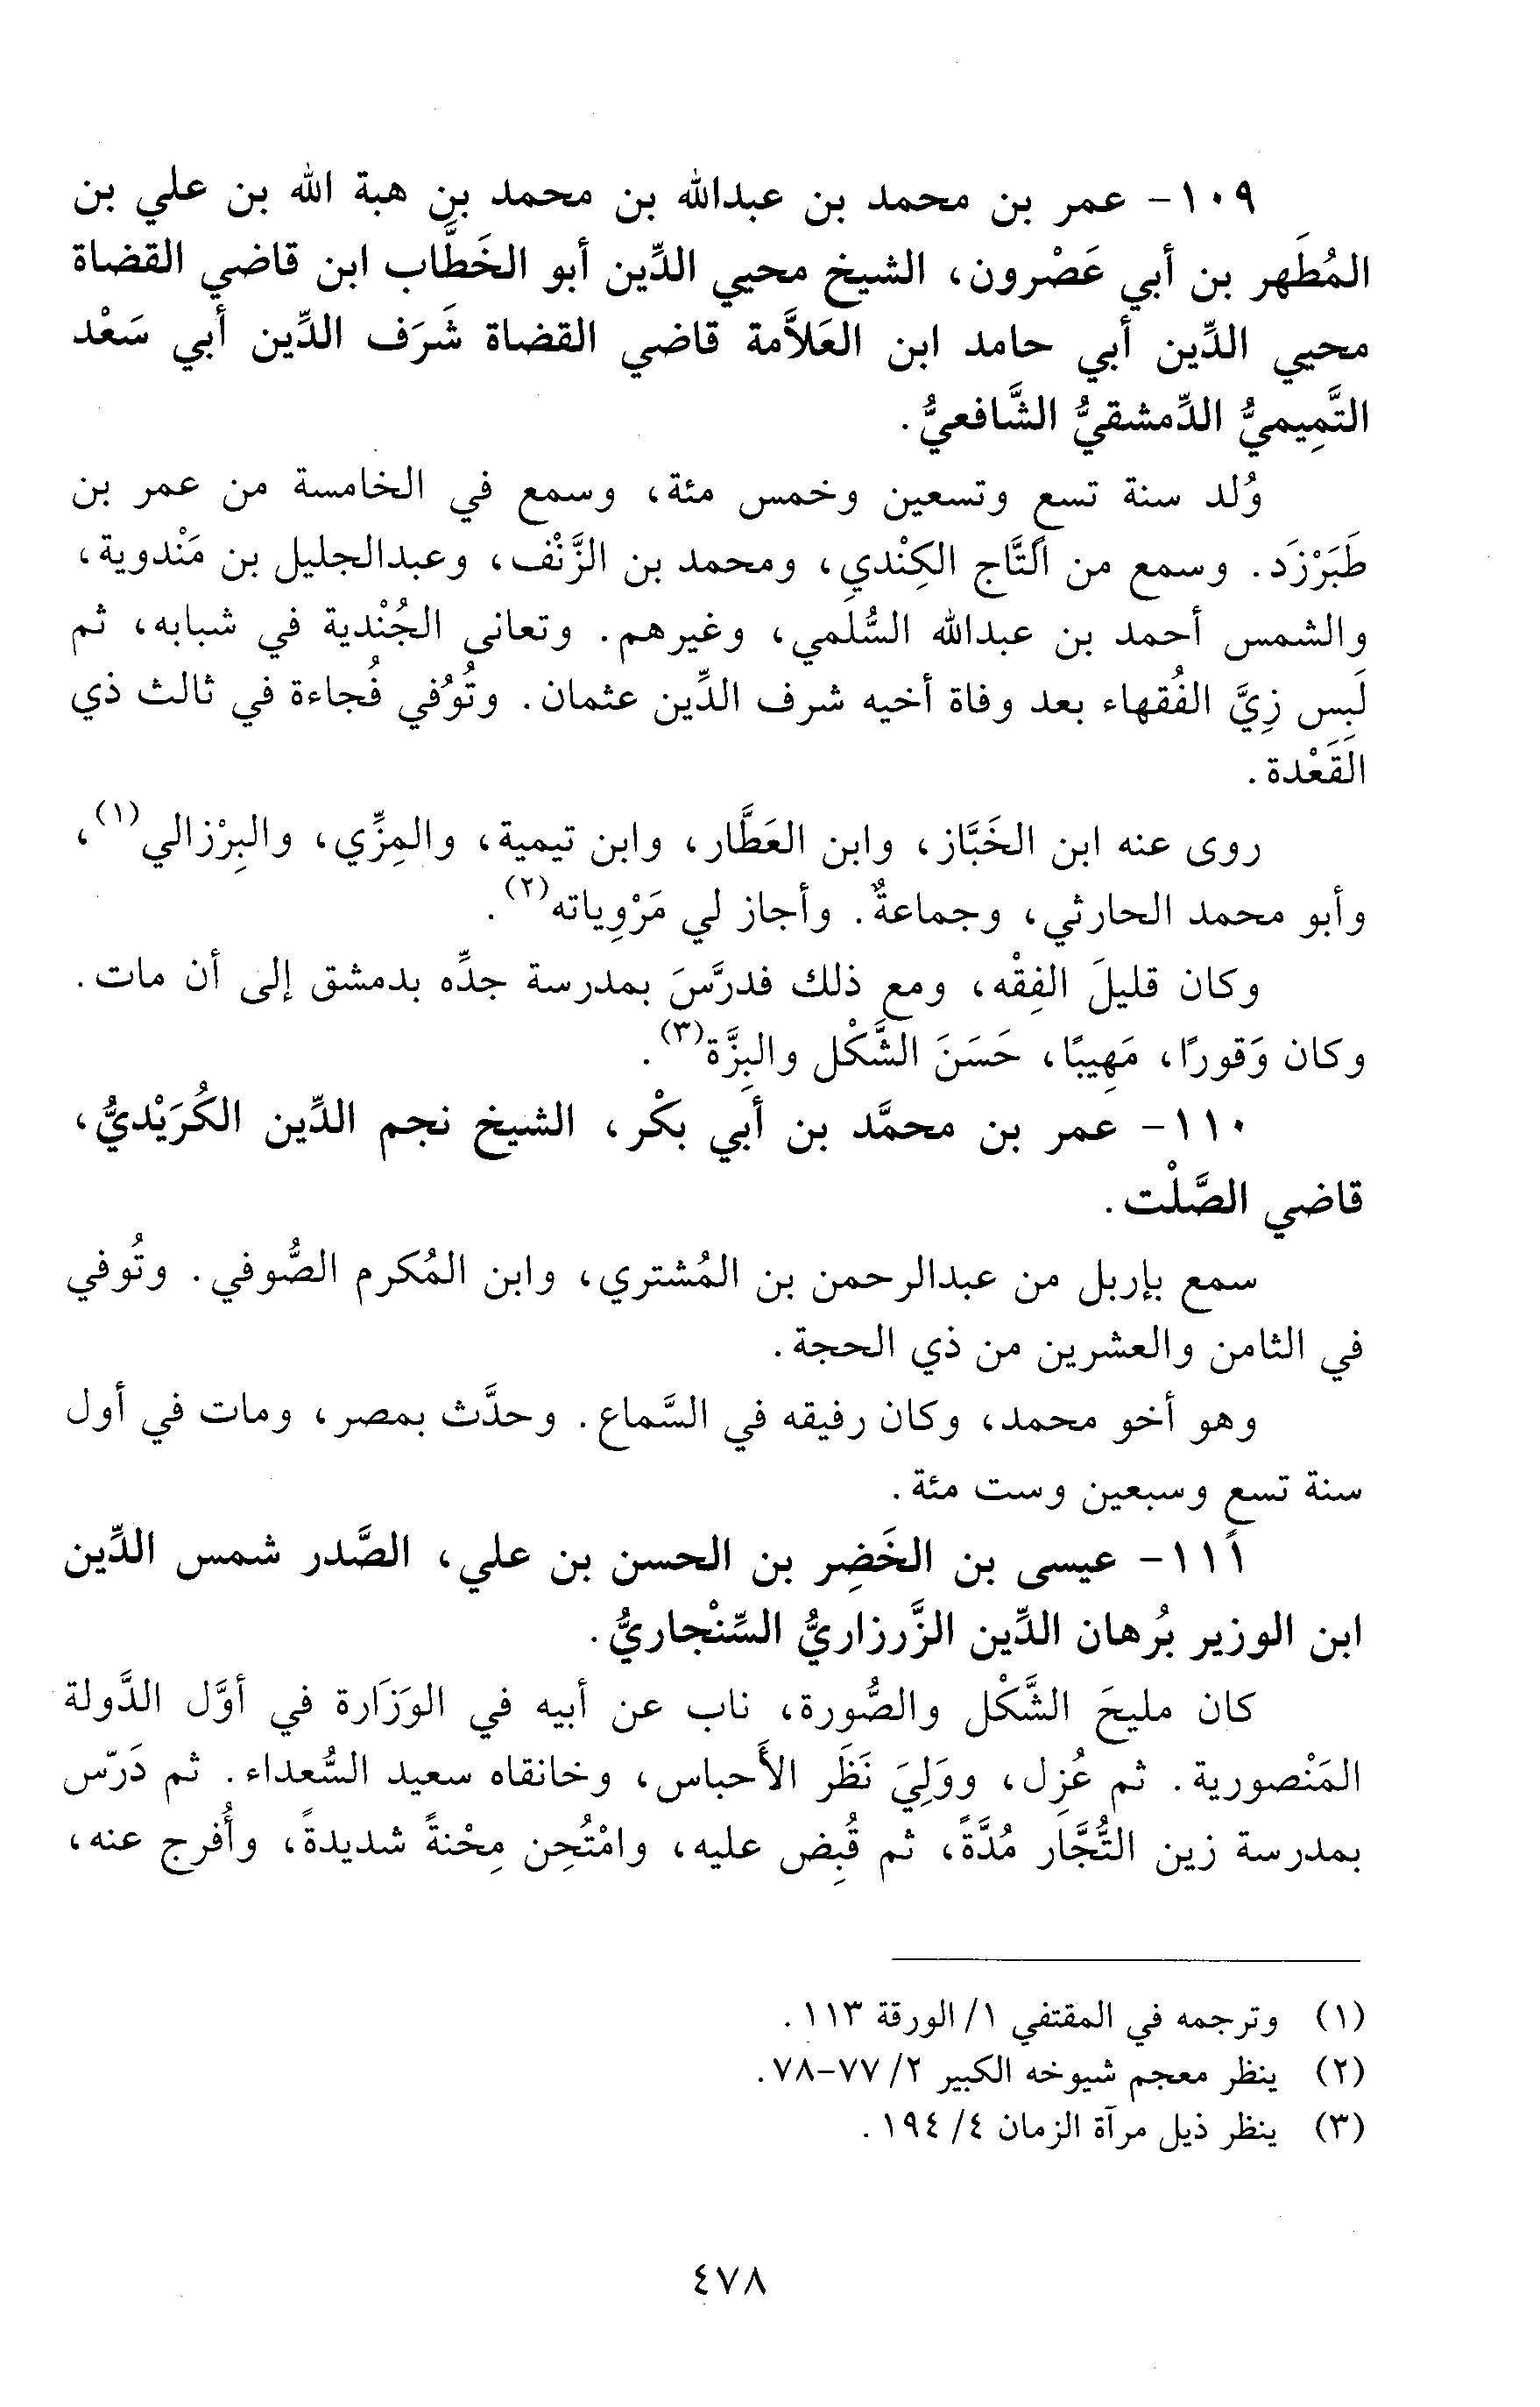 ١٠٩- عمر بن محمد بن عبدالله بن محمد بن هبة الله بن علي بن
المُطَهر بن أبي عَصْرون، الشيخ محيي الدِّين أبو الخَطَّاب ابن قاضي القضاة
محيي الدِّين أبي حامد ابن العَلاَّمة قاضي القضاة شَرَف الدِّين أبي سَعْد
التَّمِيميُّ الدِّمشقيُّ الشَّافعيُّ.
وُلد سنة تسع وتسعين وخمس مئة، وسمع في الخامسة من عمر بن
طَبَرْزَد. وسمع من التَّاج الكِنْدي، ومحمد بن الزَّنْف، وعبدالجليل بن مَنْدوية،
والشمس أحمد بن عبدالله السُّلَمي، وغيرهم. وتعانى الجُنْدية في شبابه، ثم
لَبِس زِيَّ الفُقهاء بعد وفاة أخيه شرف الدِّين عثمان. وتُوُفي فُجاءة في ثالث ذي
القَعْدة.
روى عنه ابن الخَبَّاز، وابن العَطَّار، وابن تيمية، والمِزِّي، والبِرْزالي(١)،
وأبو محمد الحارثي، وجماعةٌ. وأجاز لي مَرْوِياته(٢).
وكان قليلَ الفِقْه، ومع ذلك فدرَّسَ بمدرسة جدِّه بدمشق إلى أن مات.
وكان وَقورًا، مَهِيبًا، حَسَنَ الشَّكْل والبِزَّة(٣).
١١٠- عمر بن محمَّد بن أبي بكْر، الشيخ نجم الدِّين الكُرَيْديُّ،
قاضي الصَّلْت.
سمع بإربل من عبدالرحمن بن المُشتري، وابن المُكرم الصُّوفي. وتُوفي
في الثامن والعشرين من ذي الحجة.
وهو أخو محمد، وكان رفيقه في السَّماع. وحدَّث بمصر، ومات في أول
سنة تسع وسبعين وست مئة.
١١١- عيسى بن الخَضِر بن الحسن بن علي، الصَّدر شمس الدِّين
ابن الوزير بُرهان الدِّين الزَّرزاريُّ السِّنْجاريُّ.
كان مليحَ الشَّكْل والصُّورة، ناب عن أبيه في الوَزَارة في أوَّل الدَّولة
المَنْصورية. ثم عُزِل، ووَلِيَ نَظَر الأَحباس، وخانقاه سعيد السُّعداء. ثم دَرّس
بمدرسة زين التُّجَّار مُدَّةً، ثم قُبِض عليه، وامْتُحِن مِحْنةً شديدةً، وأُفرج عنه،
(١) وترجمه في المقتفي ١/ الورقة ١١٣.
(٢) ينظر معجم شيوخه الكبير ٢/ ٧٧-٧٨.
(٣) ينظر ذيل مرآة الزمان ٤/ ١٩٤.
٤٧٨